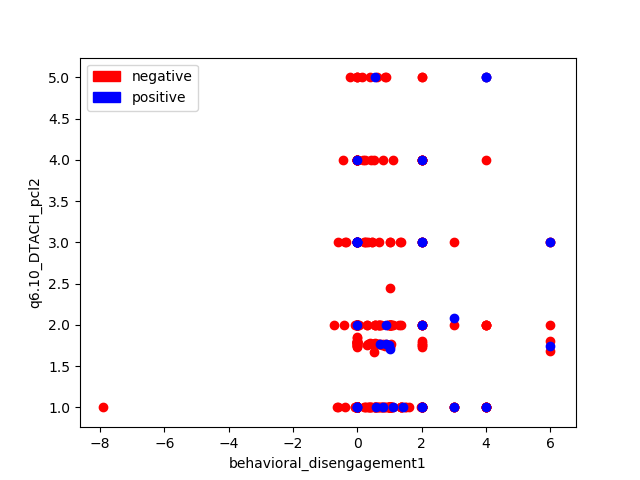 negative
positive
5.0
4.5
4.0
3.5
3.0
2.5
2.0
1.5
1.0
q6.10_DTACH_pcl2
−8 −6 −4 −2 0 2 4 6
behavioral_disengagement1